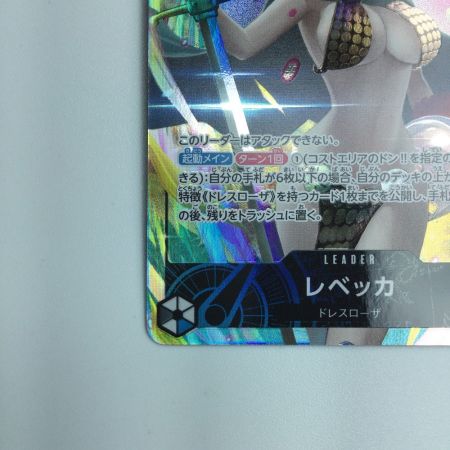 このリーダーはアタックできない。
起動メイン ターン1回 ①(コストエリアのドン!!を指定の
きる):自分の手札が6枚以下の場合、自分のデッキの上か
特徴《ドレスローザ》を持つカード1枚までを公開し、手札
の後、残りをトラッシュに置く。
LEADER
レベッカ
ドレスローザ